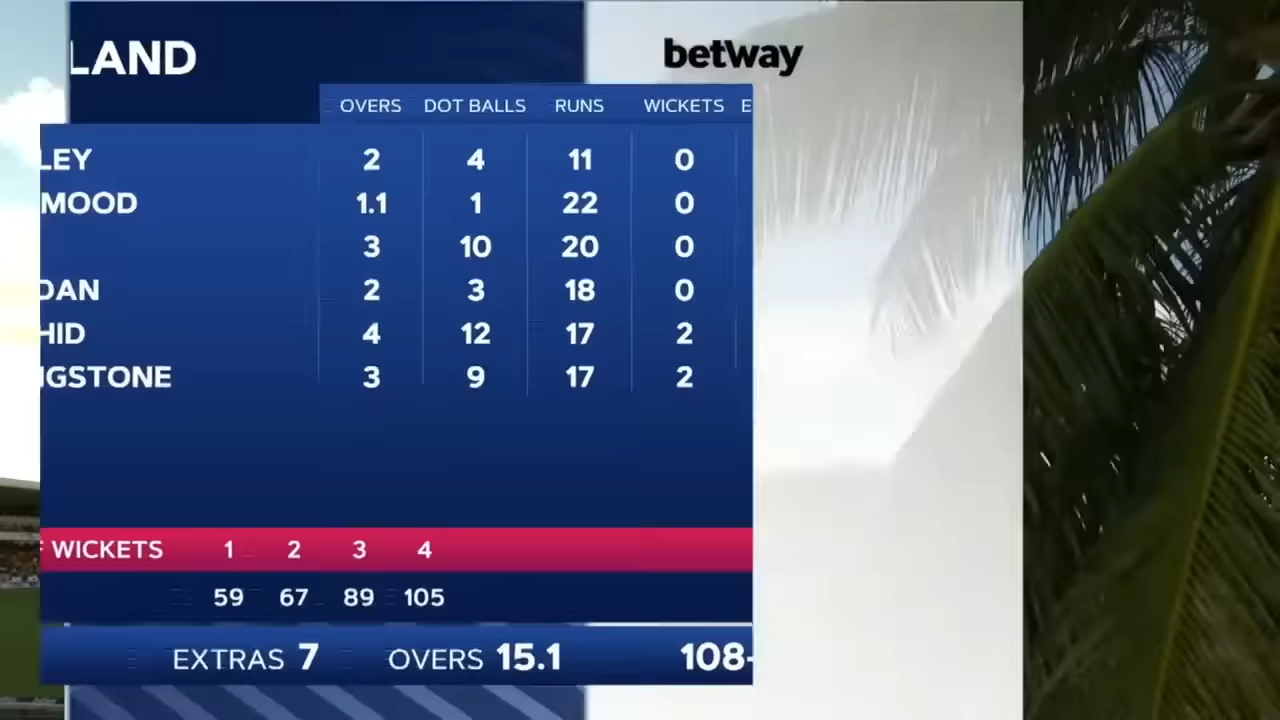 LAND
betway
OVERS DOT BALLS RUNS WICKETS E
LEY 2 4 11 0
MOOD 1.1 1 22 0
3 10 20 0
DAN 2 3 18 0
HID 4 12 17 2
NGSTONE 3 9 17 2
WICKETS 1 2 3 4
59 67 89 105
EXTRAS 7 OVERS 15.1 108-